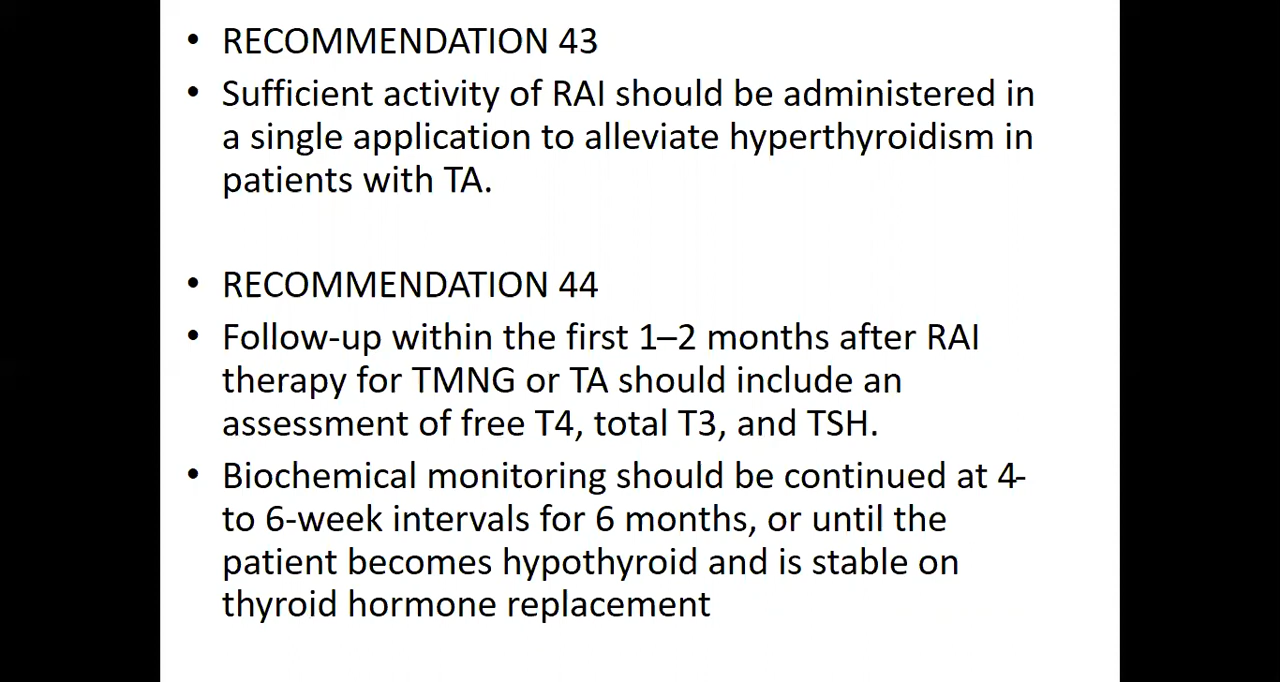 • RECOMMENDATION 43
• Sufficient activity of RAI should be administered in
a single application to alleviate hyperthyroidism in
patients with TA.
• RECOMMENDATION 44
• Follow-up within the first 1–2 months after RAI
therapy for TMNG or TA should include an
assessment of free T4, total T3, and TSH.
• Biochemical monitoring should be continued at 4-
to 6-week intervals for 6 months, or until the
patient becomes hypothyroid and is stable on
thyroid hormone replacement